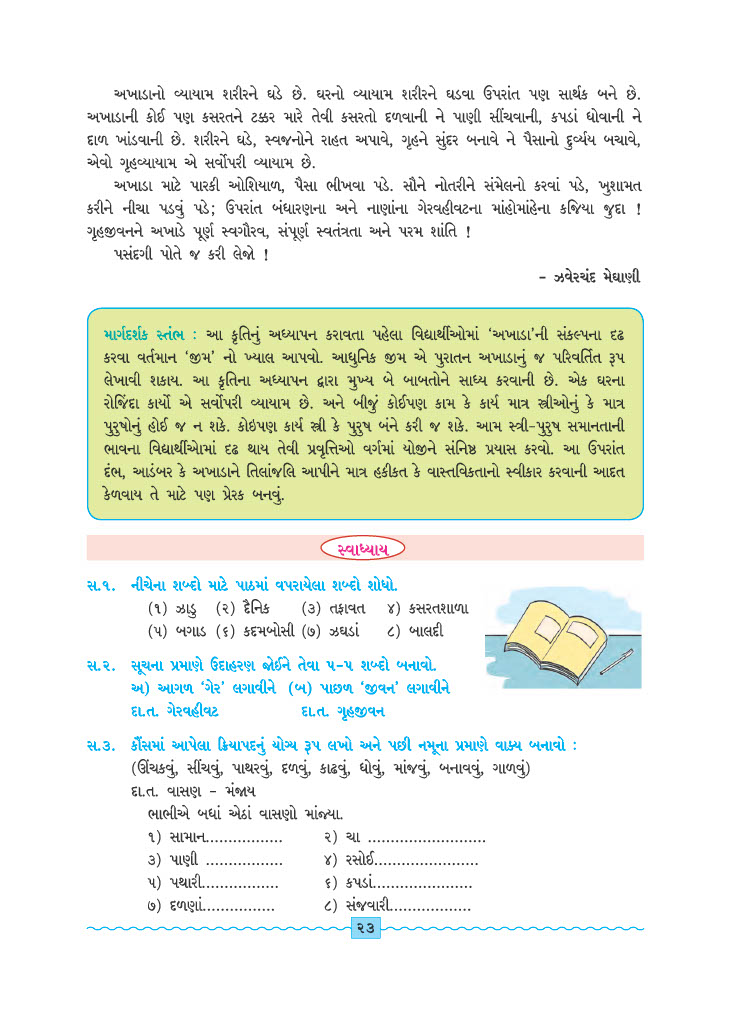 અખાડાનો વ્યાયામ શરીરને ઘડે છે. ઘરનો વ્યાયામ શરીરને ઘડવા ઉપરાંત પણ સાર્થક બને છે.
અખાડાની કોઈ પણ કસરતને ટક્કર મારે તેવી કસરતો દળવાની ને પાણી સીંચવાની, કપડાં ધોવાની ને
દાળ ખાંડવાની છે. શરીરને ઘડે, સ્વજનોને રાહત અપાવે, ગૃહને સુંદર બનાવે ને પૈસાનો દુર્વ્યય બચાવે,
એવો ગૃહવ્યાયામ એ સર્વોપરી વ્યાયામ છે.
અખાડા માટે પારકી ઓશિયાળ, પૈસા ભીખવા પડે. સૌને નોતરીને સંમેલનો કરવાં પડે, ખુશામત
કરીને નીચા પડવું પડે; ઉપરાંત બંધારણના અને નાણાંના ગેરવહીવટના માંહોમાંહેના કજિયા જુદા !
ગૃહજીવનને અખાડે પૂર્ણ સ્વગૌરવ, સંપૂર્ણ સ્વતંત્રતા અને પરમ શાંતિ !
પસંદગી પોતે જ કરી લેજો !
– ઝવેરચંદ મેઘાણી
માર્ગદર્શક સ્તંભ : આ કૃતિનું અધ્યાપન કરાવતા પહેલા વિદ્યાર્થીઓમાં ‘અખાડા’ની સંકલ્પના દઢ
કરવા વર્તમાન ‘જીમ’ નો ખ્યાલ આપવો. આધુનિક જીમ એ પુરાતન અખાડાનું જ પરિવર્તિત રૂપ
લેખાવી શકાય. આ કૃતિના અધ્યાપન દ્વારા મુખ્ય બે બાબતોને સાધ્ય કરવાની છે. એક ઘરના
રોજિંદા કાર્યો એ સર્વોપરી વ્યાયામ છે. અને બીજું કોઈપણ કામ કે કાર્ય માત્ર સ્ત્રીઓનું કે માત્ર
પુરુષોનું હોઈ જ ન શકે. કોઇપણ કાર્ય સ્ત્રી કે પુરુષ બંને કરી જ શકે. આમ સ્ત્રી-પુરુષ સમાનતાની
ભાવના વિદ્યાર્થીઓમાં દઢ થાય તેવી પ્રવૃત્તિઓ વર્ગમાં યોજીને સંનિષ્ઠ પ્રયાસ કરવો. આ ઉપરાંત
દંભ, આડંબર કે અખાડાને તિલાંજલિ આપીને માત્ર હકીકત કે વાસ્તવિકતાનો સ્વીકાર કરવાની આદત
કેળવાય તે માટે પણ પ્રેરક બનવું.
સ્વાધ્યાય
સ.૧. નીચેના શબ્દો માટે પાઠમાં વપરાયેલા શબ્દો શોધો.
(૧) ઝાડુ (૨) દૈનિક (૩) તફાવત ૪) કસરતશાળા
(૫) બગાડ (૬) કદમબોસી (૭) ઝઘડાં ૮) બાલદી
સ.૨. સૂચના પ્રમાણે ઉદાહરણ જોઈને તેવા ૫-૫ શબ્દો બનાવો.
અ) આગળ ‘ગેર’ લગાવીને (બ) પાછળ ‘જીવન’ લગાવીને
દા.ત. ગેરવહીવટ દા.ત. ગૃહજીવન
સ.૩. કૌંસમાં આપેલા ક્રિયાપદનું યોગ્ય રૂપ લખો અને પછી નમૂના પ્રમાણે વાક્ય બનાવો :
(ઊંચકવું, સીંચવું, પાથરવું, દળવું, કાઢવું, ધોવું, માંજવું, બનાવવું, ગાળવું)
દા.ત. વાસણ – મંજાય
ભાભીએ બધાં એઠાં વાસણો માંજ્યા.
૧) સામાન................. ૨) ચા ..........................
૩) પાણી ................. ૪) રસોઈ.......................
૫) પથારી................. ૬) કપડાં......................
૭) દળણાં................ ૮) સંજવારી..................
૨૩